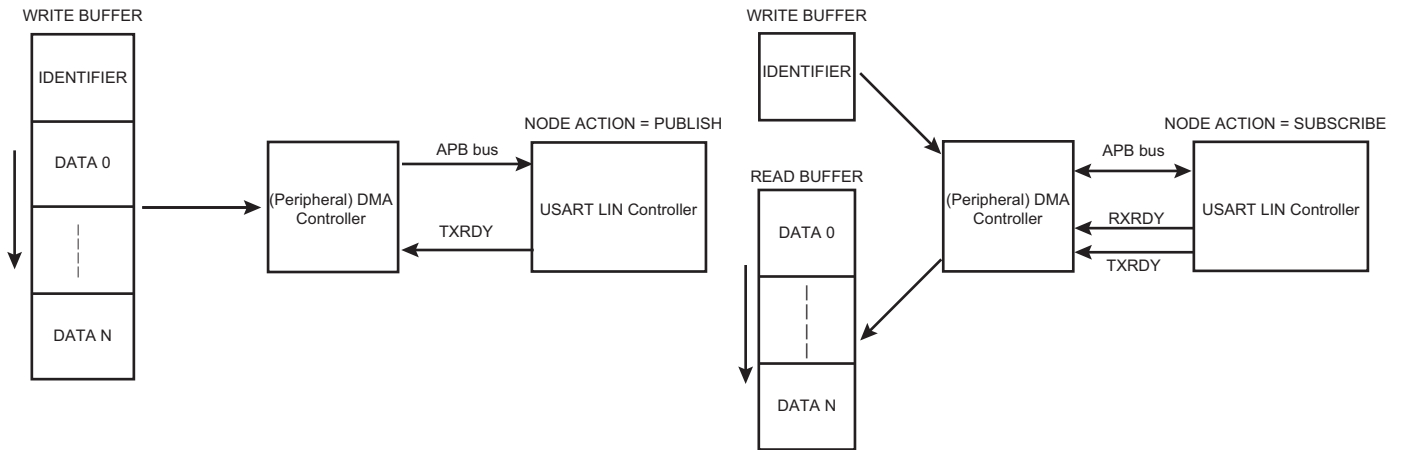 WRITE BUFFER
IDENTIFIER
DATA 0
DATA N
(Peripheral) DMA
Controller
APB bus
TXRDY
NODE ACTION = PUBLISH
USART LIN Controller
WRITE BUFFER
IDENTIFIER
READ BUFFER
DATA 0
DATA N
(Peripheral) DMA
Controller
APB bus
RXRDY
TXRDY
NODE ACTION = SUBSCRIBE
USART LIN Controller